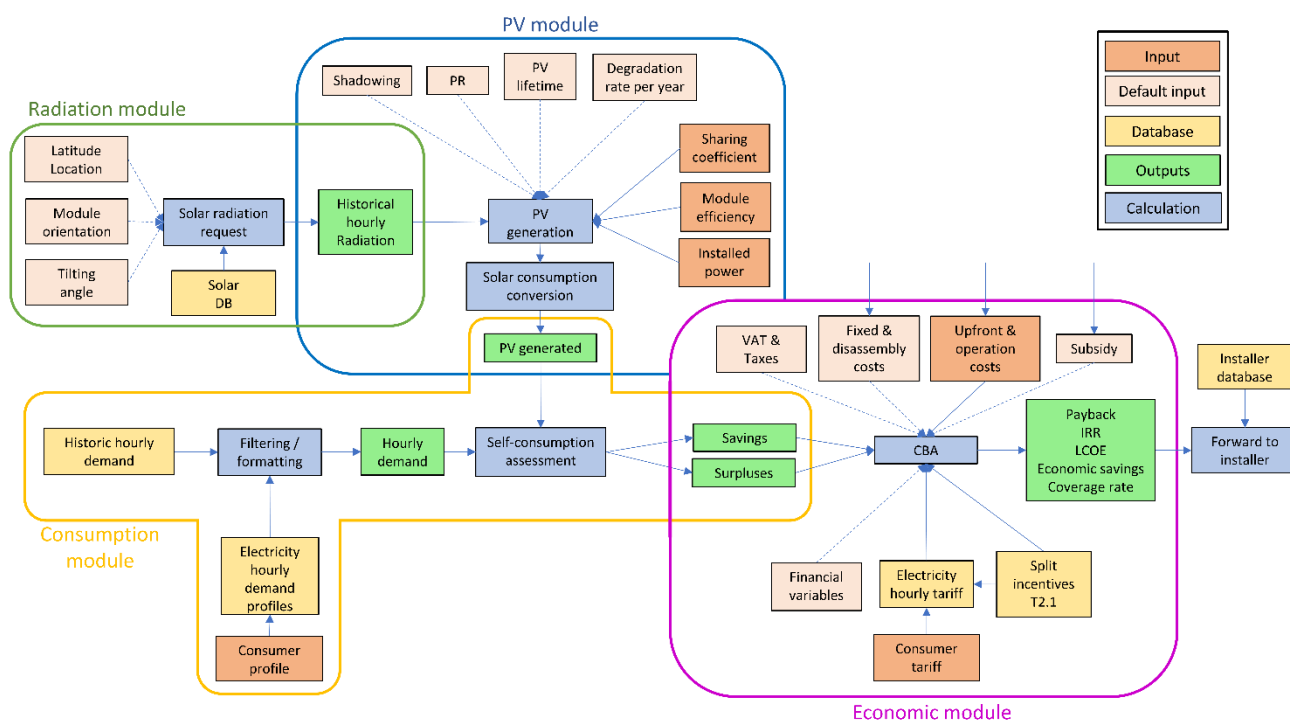 PV module
Input
Default input
Database
Outputs
Calculation
Shadowing
PR
PV
lifetime
Degradation
rate per year
Radiation module
Latitude
Location
Module
orientation
Tilting
angle
Solar radiation
request
Solar
DB
Historical
hourly
Radiation
PV
generation
Sharing
coefficient
Module
efficiency
Installed
power
Solar consumption
conversion
PV generated
VAT &
Taxes
Fixed &
disassembly
costs
Upfront &
operation
costs
Subsidy
Installer
database
Historic hourly
demand
Filtering /
formatting
Hourly
demand
Self-consumption
assessment
Savings
Surpluses
CBA
Payback
IRR
LCOE
Economic savings
Coverage rate
Forward to
installer
Consumption
module
Electricity
hourly
demand
profiles
Consumer
profile
Financial
variables
Electricity
hourly tariff
Split
incentives
T2.1
Consumer
tariff
Economic module